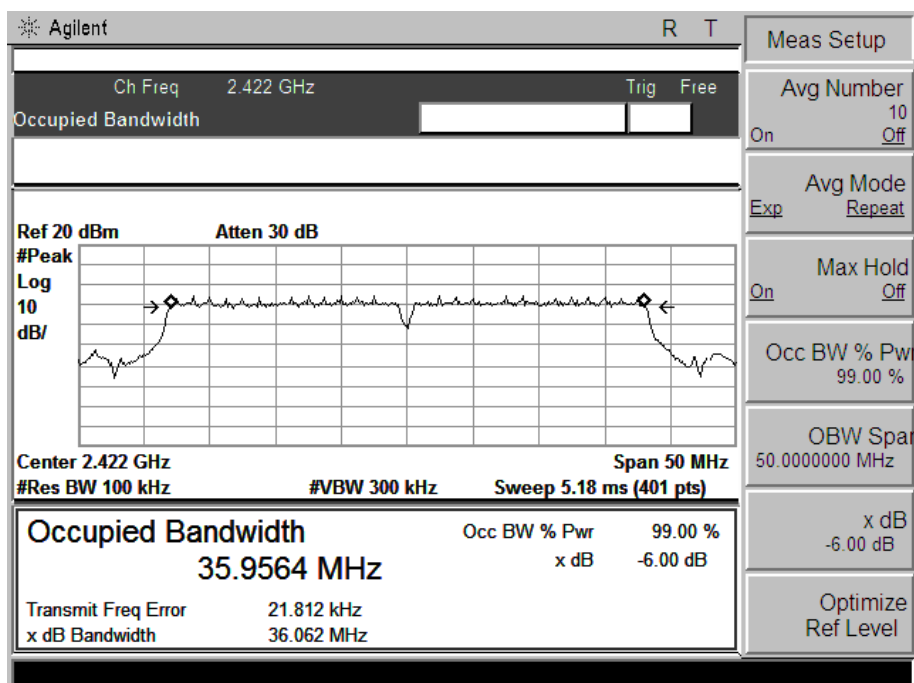 Agilent R T
Ch Freq 2.422 GHz Trig Free
Occupied Bandwidth
Ref 20 dBm Atten 30 dB
#Peak
Log
10
dB/
Center 2.422 GHz Span 50 MHz
#Res BW 100 kHz #VBW 300 kHz Sweep 5.18 ms (401 pts)
Occupied Bandwidth Occ BW % Pwr 99.00 %
35.9564 MHz x dB -6.00 dB
Transmit Freq Error 21.812 kHz
x dB Bandwidth 36.062 MHz
Meas Setup
Avg Number
10
On Off
Avg Mode
Exp Repeat
Max Hold
On Off
Occ BW % Pwr
99.00 %
OBW Span
50.0000000 MHz
x dB
-6.00 dB
Optimize
Ref Level